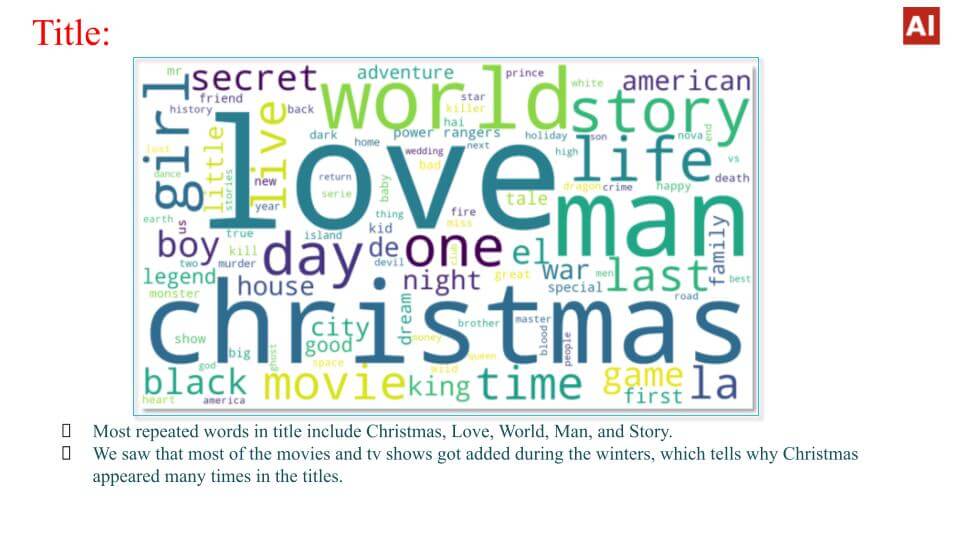 Title:
AI
mr secret adventure world prince white american
friend star killer story
history girl live back hai nova end
dark power rangers holiday son
lost little home love wedding next high life vs
dance bad death
stories new return baby dragon crime happy
year serie tale man
earth us thing fire miss
true island kid family
boy kill day de one el
two murder devil club war men last best
legend house night great special
monster christmas road
dream brother master
show city money blood people
big good queen
god ghost space wild
black movie king time game la
heart america first
Most repeated words in title include Christmas, Love, World, Man, and Story.
We saw that most of the movies and tv shows got added during the winters, which tells why Christmas
appeared many times in the titles.